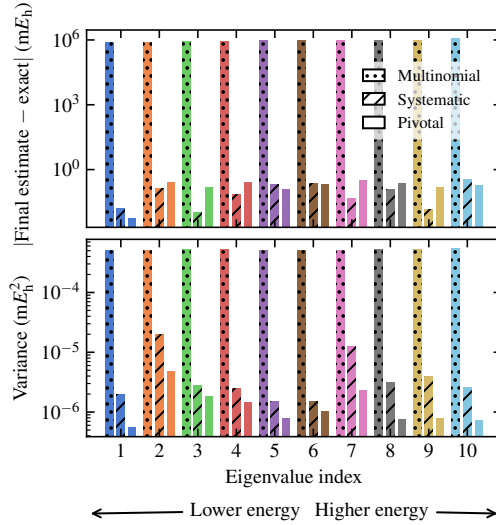 |Final estimate − exact| (mE_h)
10^6
10^3
10^0
Multinomial
Systematic
Pivotal
Variance (mE_h^2)
10^−4
10^−5
10^−6
1 2 3 4 5 6 7 8 9 10
Eigenvalue index
Lower energy Higher energy